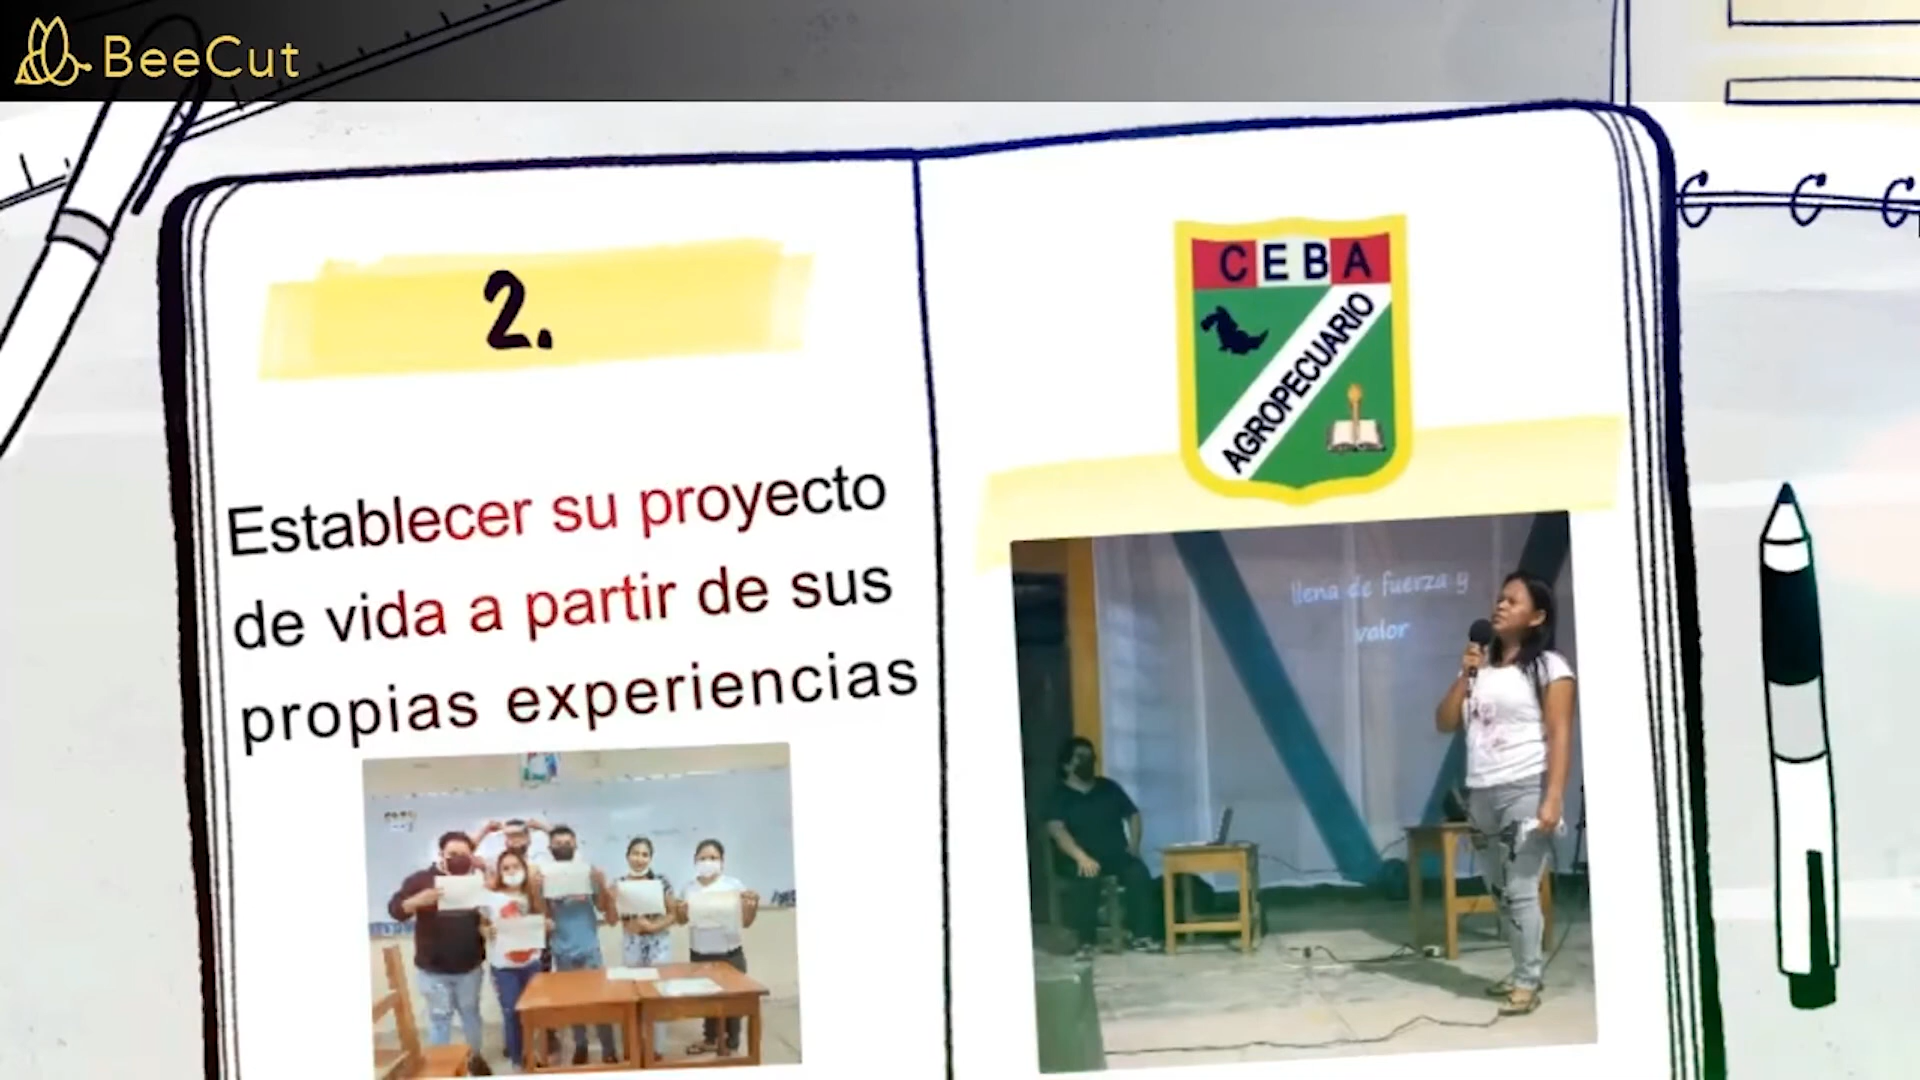 BeeCut
2.
Establecer su proyecto
de vida a partir de sus
propias experiencias
CEBA
AGROPECUARIO
llena de fuerza y
valor